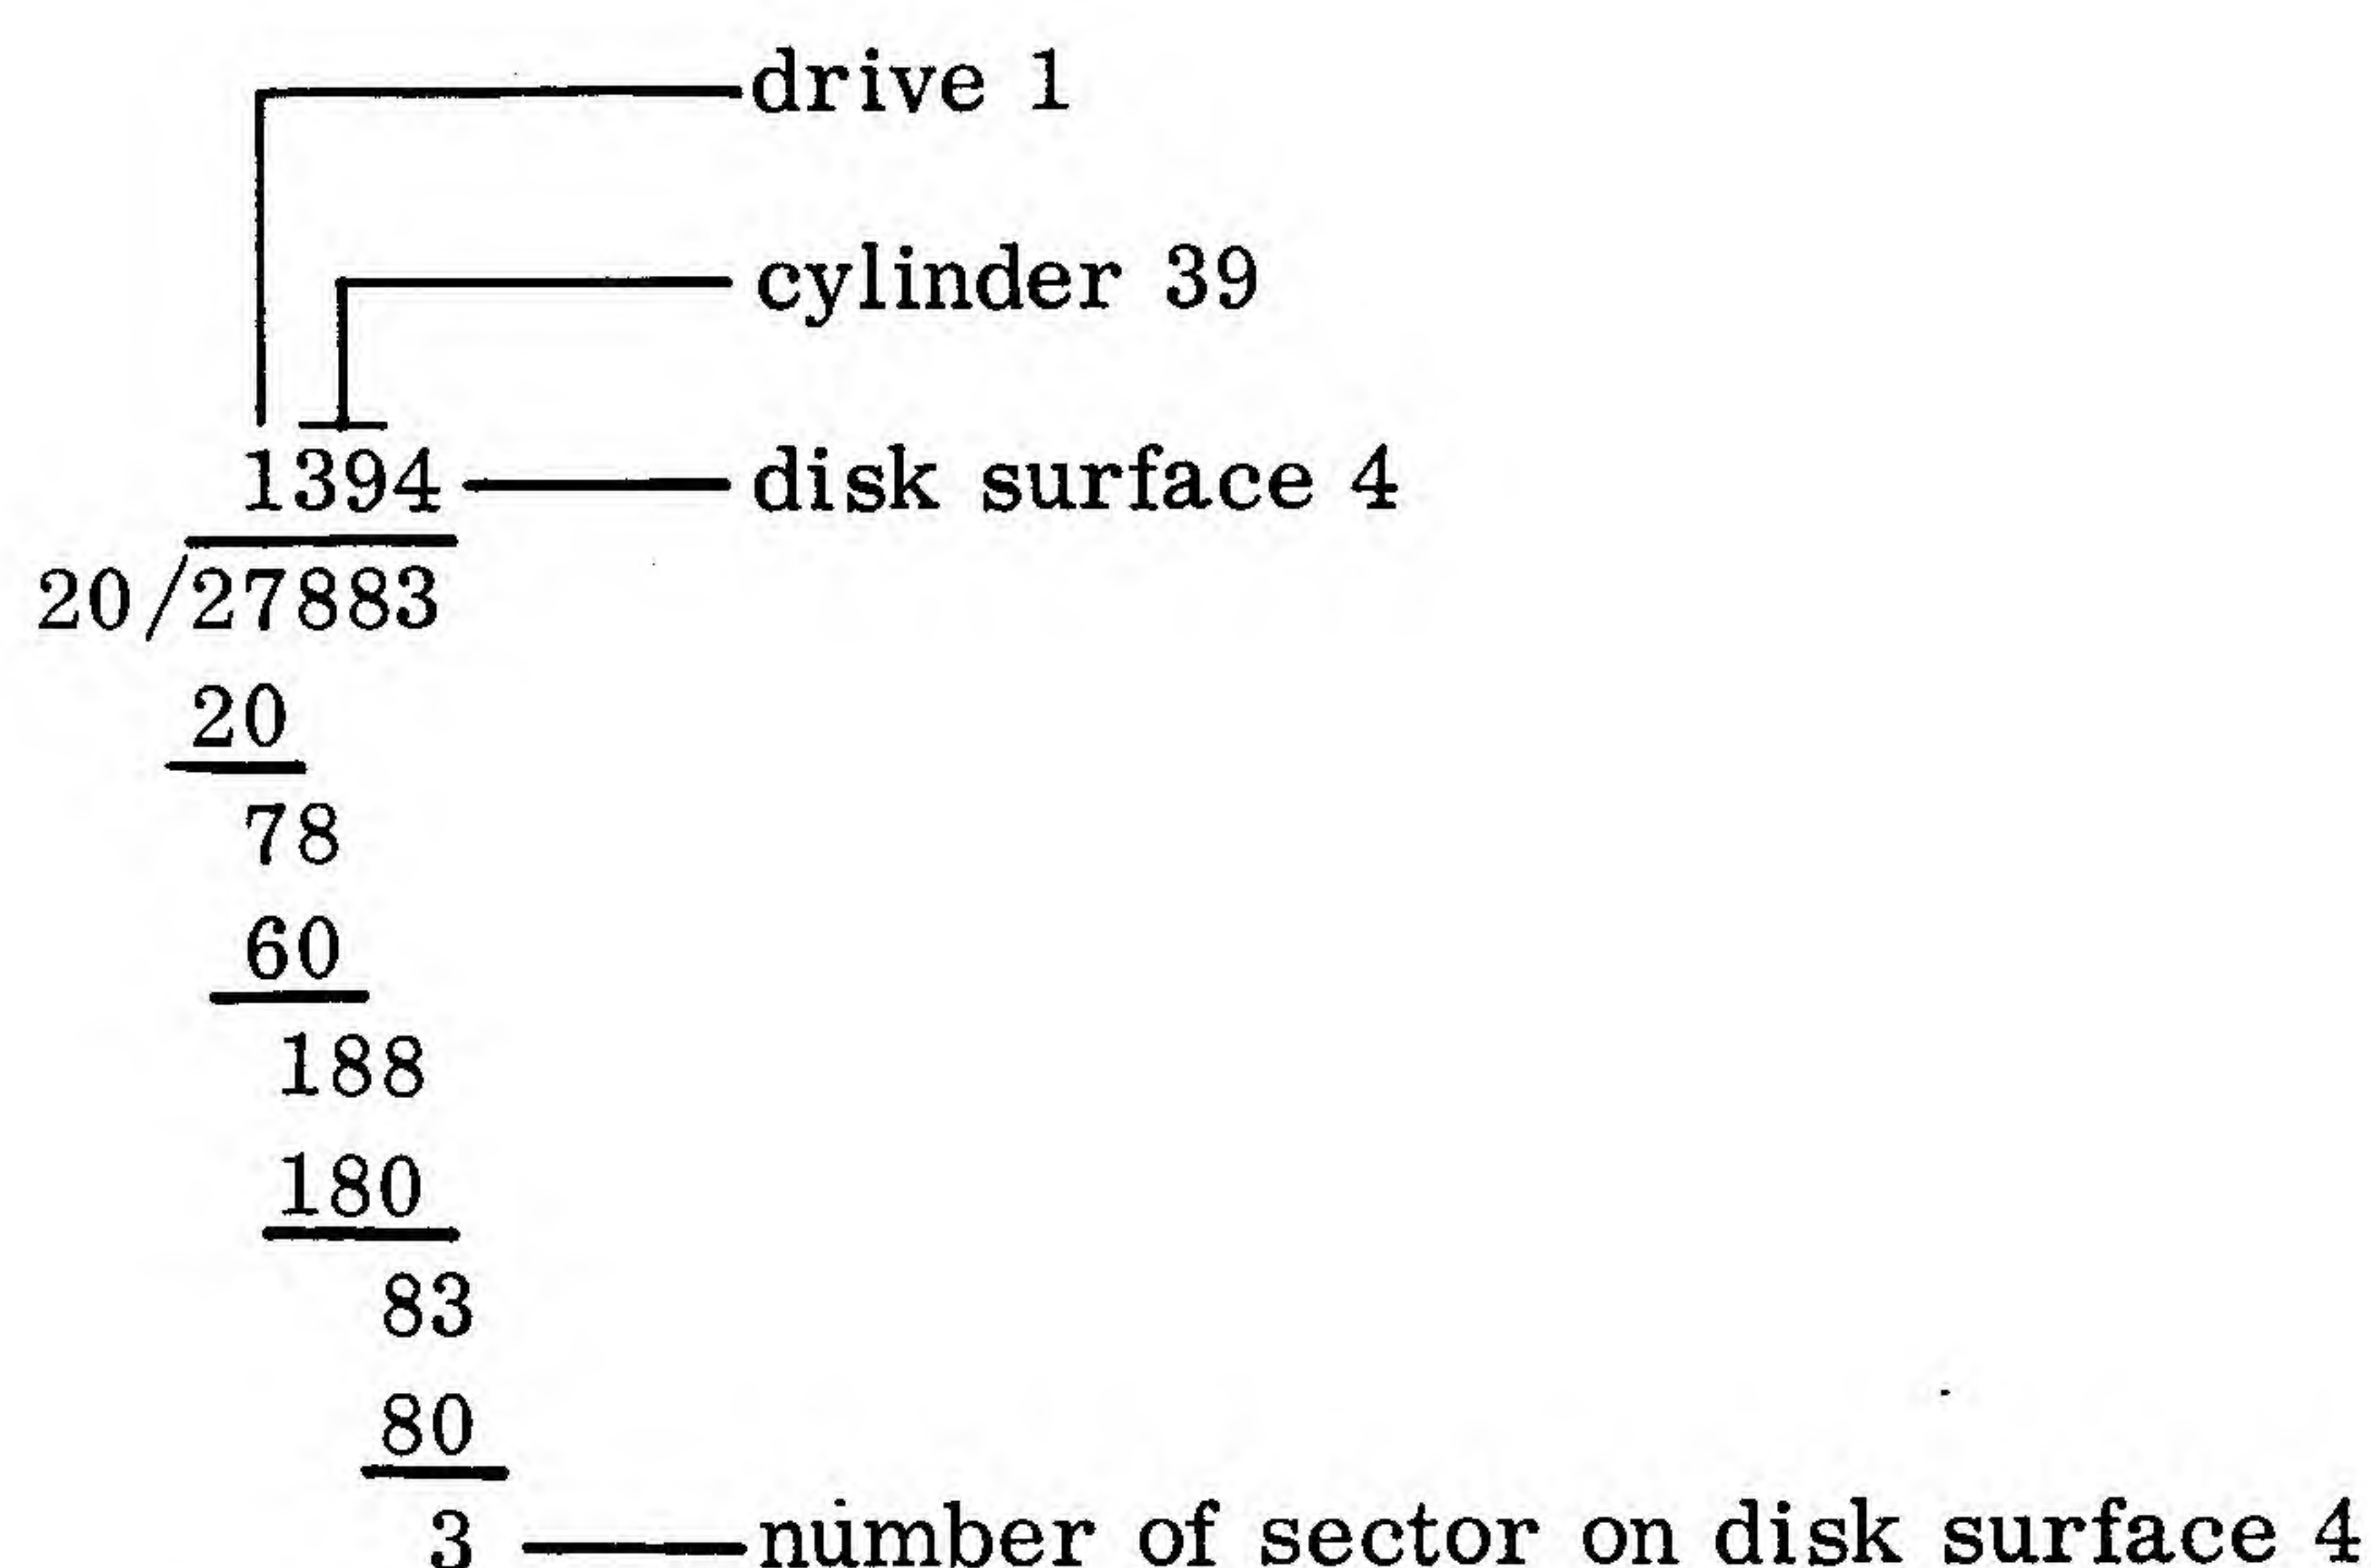 drive 1
cylinder 39
1394 disk surface 4
20/27883
20
78
60
188
180
83
80
3 number of sector on disk surface 4